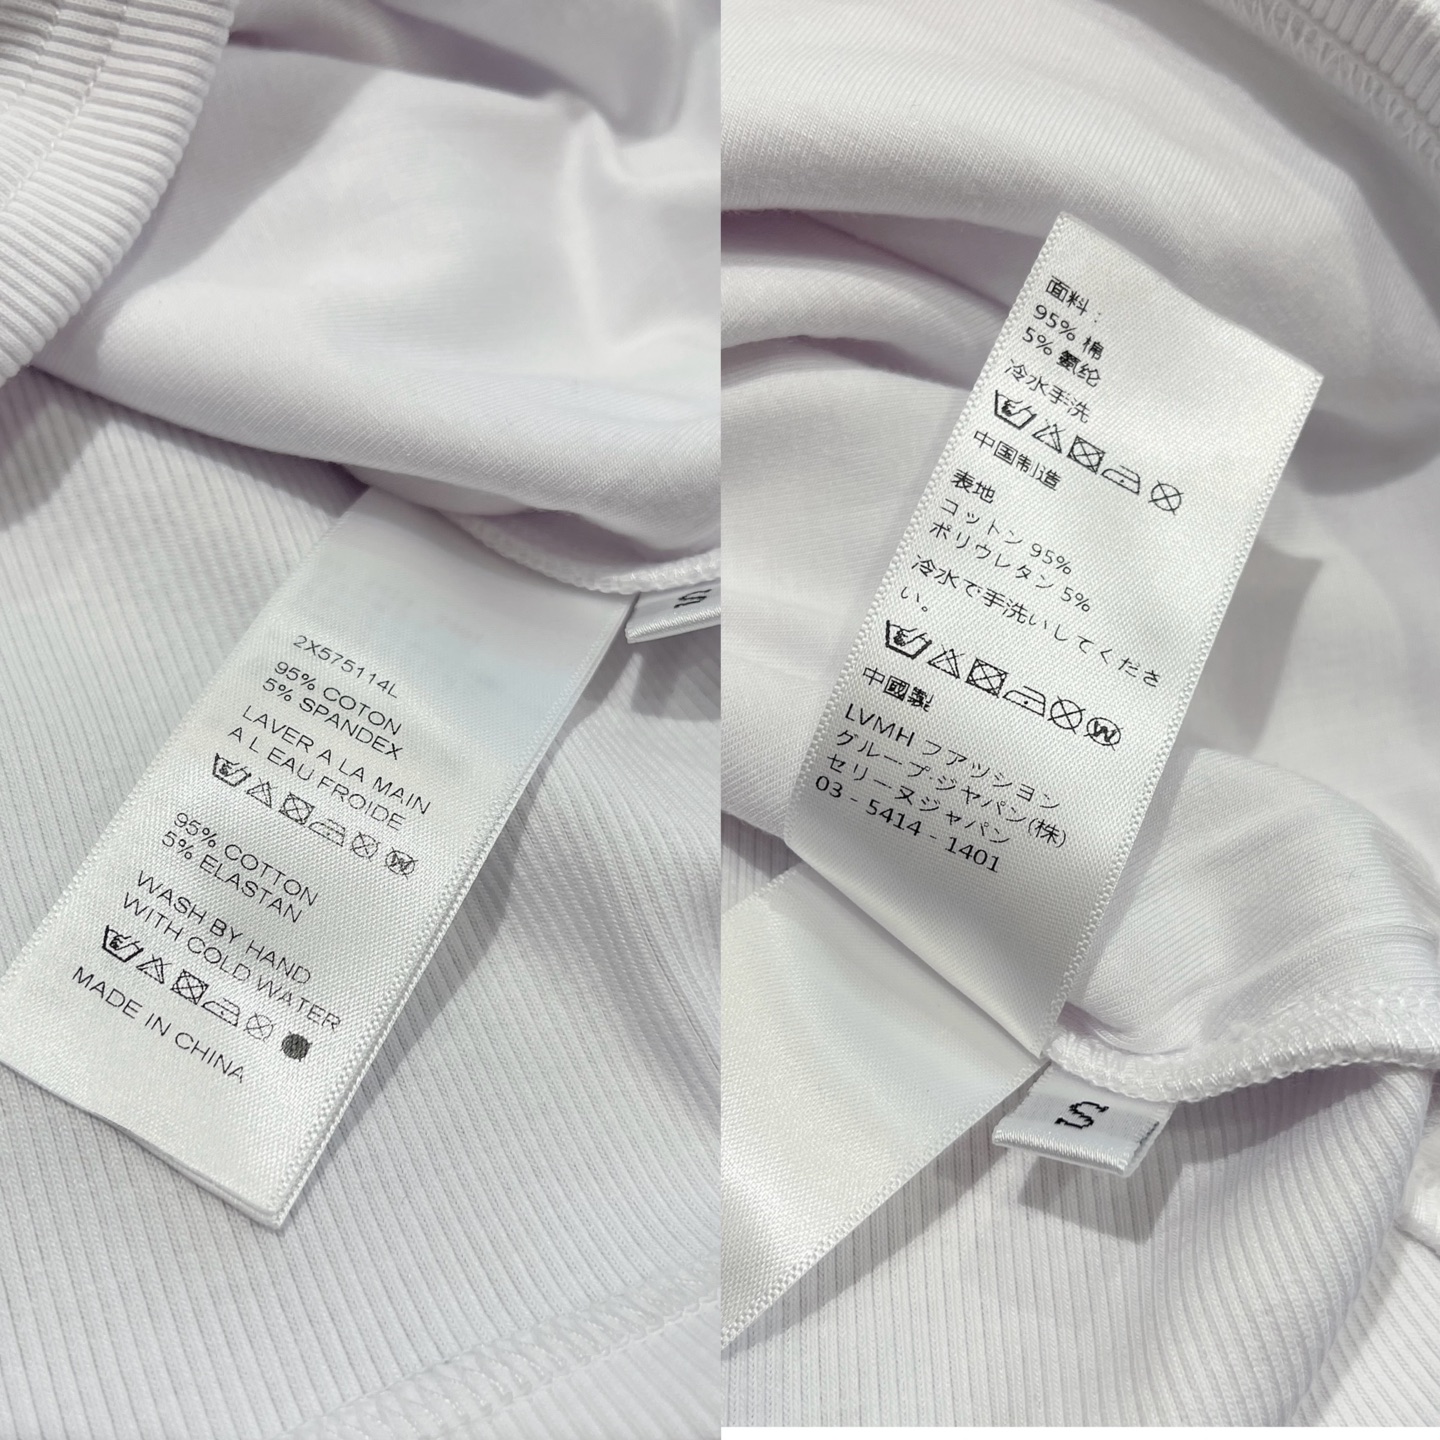 2X575114L
95% COTON
5% SPANDEX
LAVER A LA MAIN
A L EAU FROIDE
95% COTTON
5% ELASTAN
WASH BY HAND
WITH COLD WATER
MADE IN CHINA
S
面料：
95% 棉
5% 氨纶
冷水手洗
中国制造
表地
コットン 95%
ポリウレタン 5%
冷水で手洗いしてくださ
い。
中國製
LVMH ファツション
グループ·ジャパン(株)
セリーヌジャパン
03 - 5414 - 1401
S